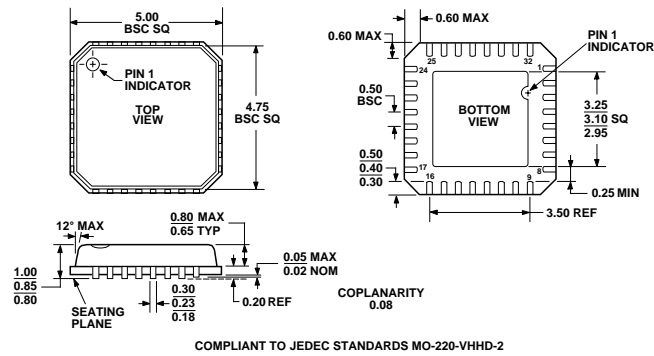 5.00
BSC SQ
PIN 1
INDICATOR
TOP
VIEW
4.75
BSC SQ
0.60 MAX
0.60 MAX
PIN 1
INDICATOR
25
32
24
1
0.50
BSC
BOTTOM
VIEW
3.25
3.10 SQ
2.95
0.50
0.40
0.30
17
16
9
8
0.25 MIN
3.50 REF
12° MAX
0.80 MAX
0.65 TYP
0.05 MAX
0.02 NOM
1.00
0.85
0.80
SEATING
PLANE
0.30
0.23
0.18
0.20 REF
COPLANARITY
0.08
COMPLIANT TO JEDEC STANDARDS MO-220-VHHD-2